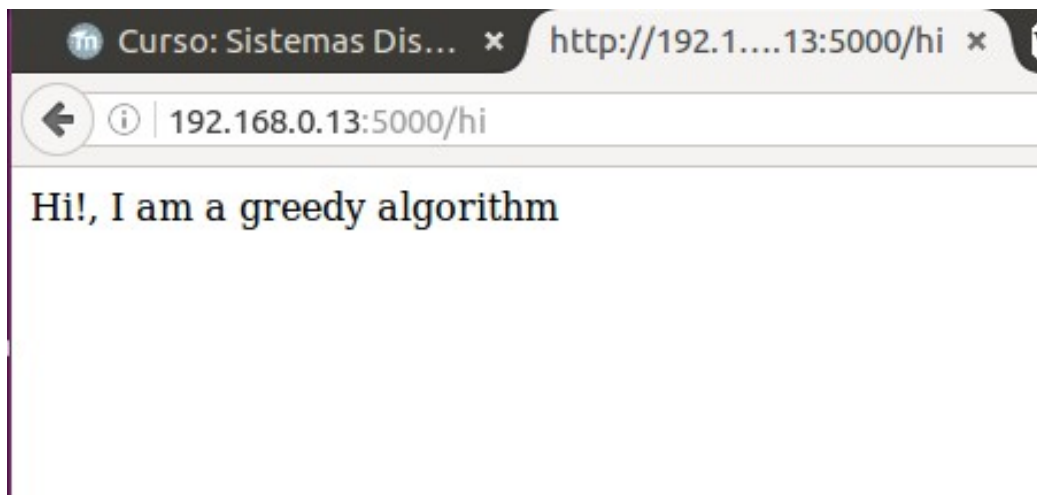 Curso: Sistemas Dis... × http://192.1....13:5000/hi ×
192.168.0.13:5000/hi
Hi!, I am a greedy algorithm